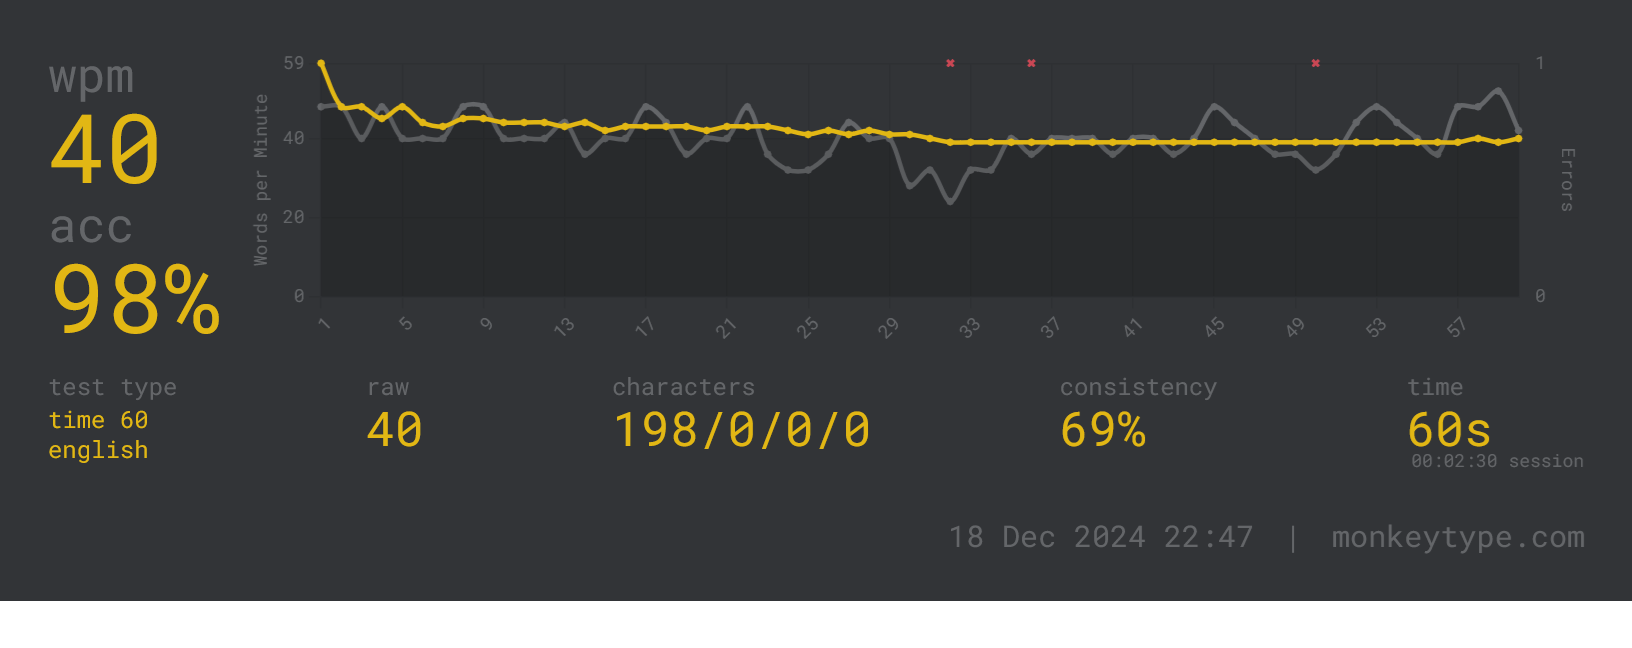 wpm
40
acc
98%
Words per Minute
59
40
20
0
1
0
Errors
1 5 9 13 17 21 25 29 33 37 41 45 49 53 57
test type
time 60
english
raw
40
characters
198/0/0/0
consistency
69%
time
60s
00:02:30 session
18 Dec 2024 22:47 | monkeytype.com